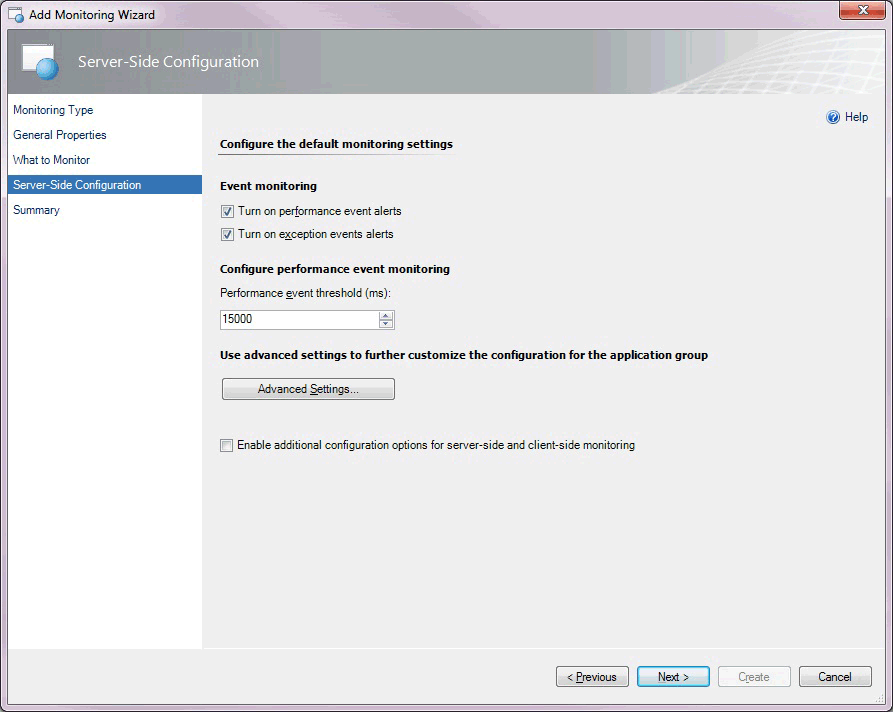 Add Monitoring Wizard
Server-Side Configuration
Monitoring Type
General Properties
What to Monitor
Server-Side Configuration
Summary
Help
Configure the default monitoring settings
Event monitoring
Turn on performance event alerts
Turn on exception events alerts
Configure performance event monitoring
Performance event threshold (ms):
15000
Use advanced settings to further customize the configuration for the application group
Advanced Settings...
Enable additional configuration options for server-side and client-side monitoring
< Previous
Next >
Create
Cancel